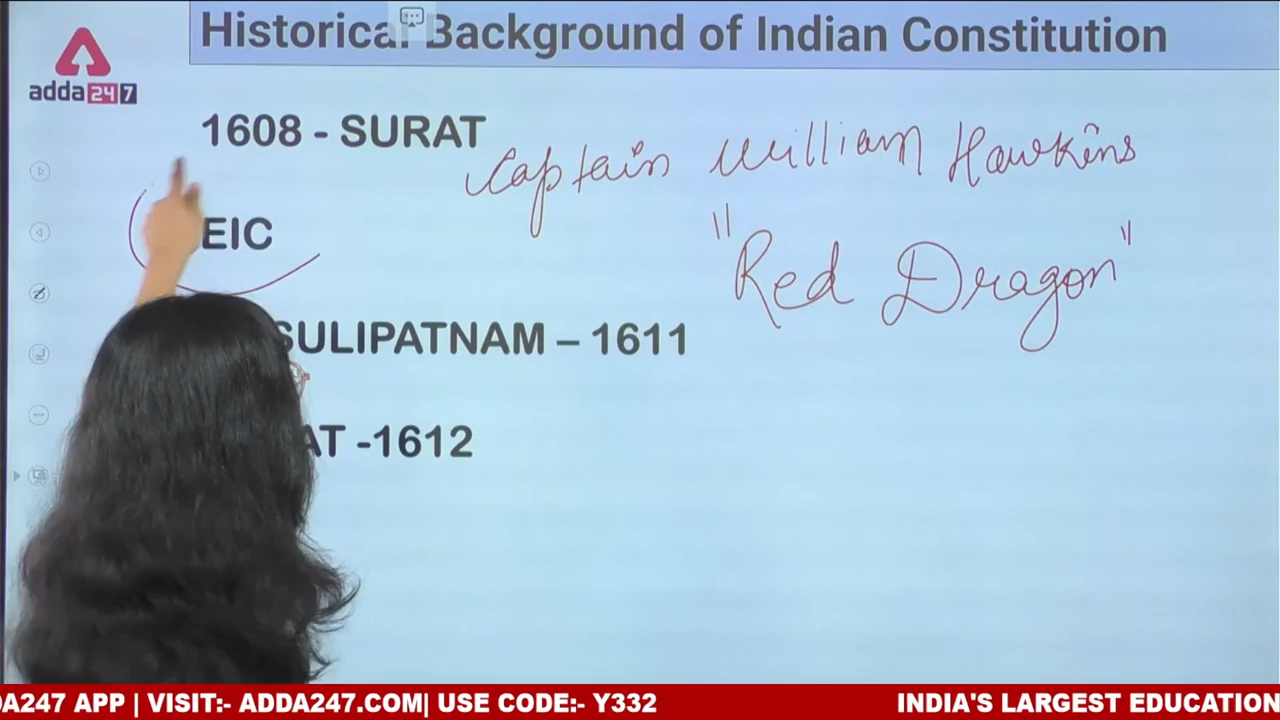 Historical Background of Indian Constitution
adda247
1608 - SURAT
Captain William Hawkins
EIC
"Red Dragon"
SULIPATNAM – 1611
AT -1612
DA247 APP | VISIT:- ADDA247.COM| USE CODE:- Y332
INDIA'S LARGEST EDUCATION